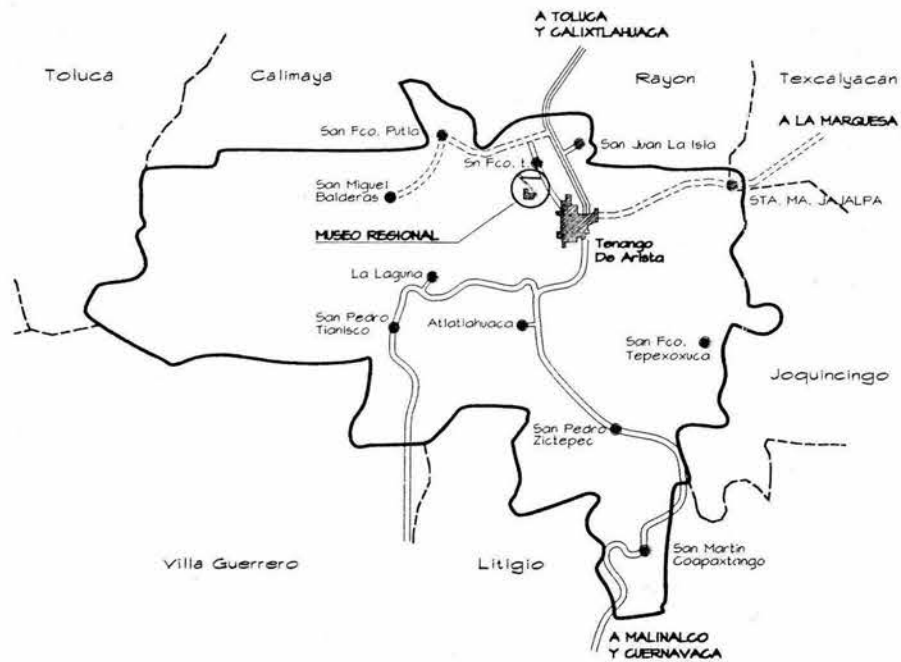 A TOLUCA
Y CALIXTLAHUACA
Toluca
Calimaya
Rayon
Texcalyacan
A LA MARQUESA
San Fco. Putla
San Juan La Isla
Sn Fco. t.
San Miguel
Balderas
STA. MA. JAJALPA
MUSEO REGIONAL
Tenango
De Arista
La Laguna
San Pedro
Tlanisco
Atlatlahuaca
San Fco.
Tepexoxuca
Joquincingo
San Pedro
Zictepec
San Martin
Coapaxtongo
Villa Guerrero
Litigio
A MALINALCO
Y CUERNAVACA